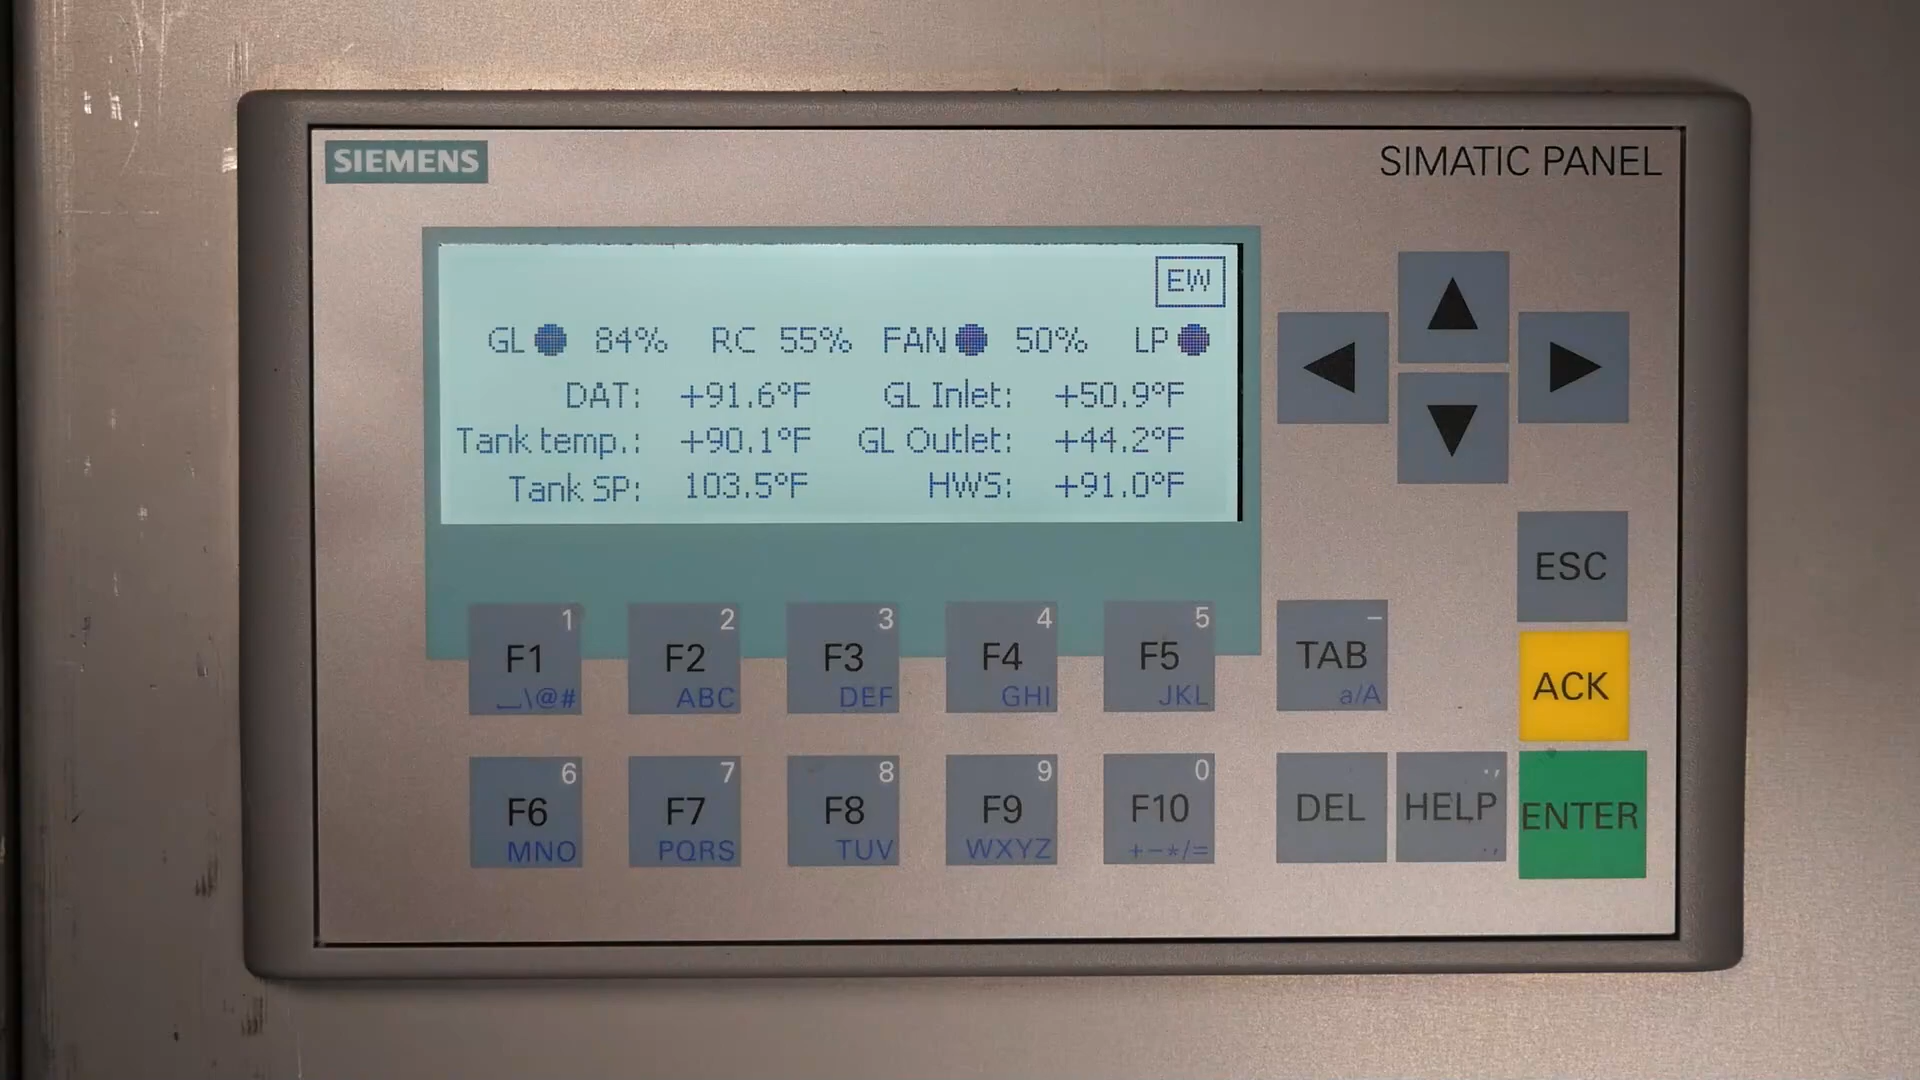 SIEMENS
SIMATIC PANEL
EW
GL 84% RC 55% FAN 50% LP
DAT: +91.6°F GL Inlet: +50.9°F
Tank temp.: +90.1°F GL Outlet: +44.2°F
Tank SP: 103.5°F HWS: +91.0°F
ESC
1 2 3 4 5 –
F1 F2 F3 F4 F5 TAB
⎵\@# ABC DEF GHI JKL a/A
ACK
6 7 8 9 0 .,
F6 F7 F8 F9 F10 DEL HELP ENTER
MNO PQRS TUV WXYZ +-*/= .,